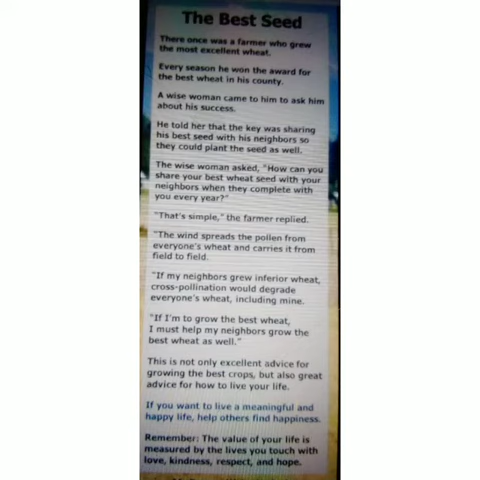 The Best Seed
There once was a farmer who grew
the most excellent wheat.
Every season he won the award for
the best wheat in his county.
A wise woman came to him to ask him
about his success.
He told her that the key was sharing
his best seed with his neighbors so
they could plant the seed as well.
The wise woman asked, "How can you
share your best wheat seed with your
neighbors when they complete with
you every year?"
"That's simple," the farmer replied.
"The wind spreads the pollen from
everyone's wheat and carries it from
field to field.
"If my neighbors grew inferior wheat,
cross-pollination would degrade
everyone's wheat, including mine.
"If I'm to grow the best wheat,
I must help my neighbors grow the
best wheat as well."
This is not only excellent advice for
growing the best crops, but also great
advice for how to live your life.
If you want to live a meaningful and
happy life, help others find happiness.
Remember: The value of your life is
measured by the lives you touch with
love, kindness, respect, and hope.